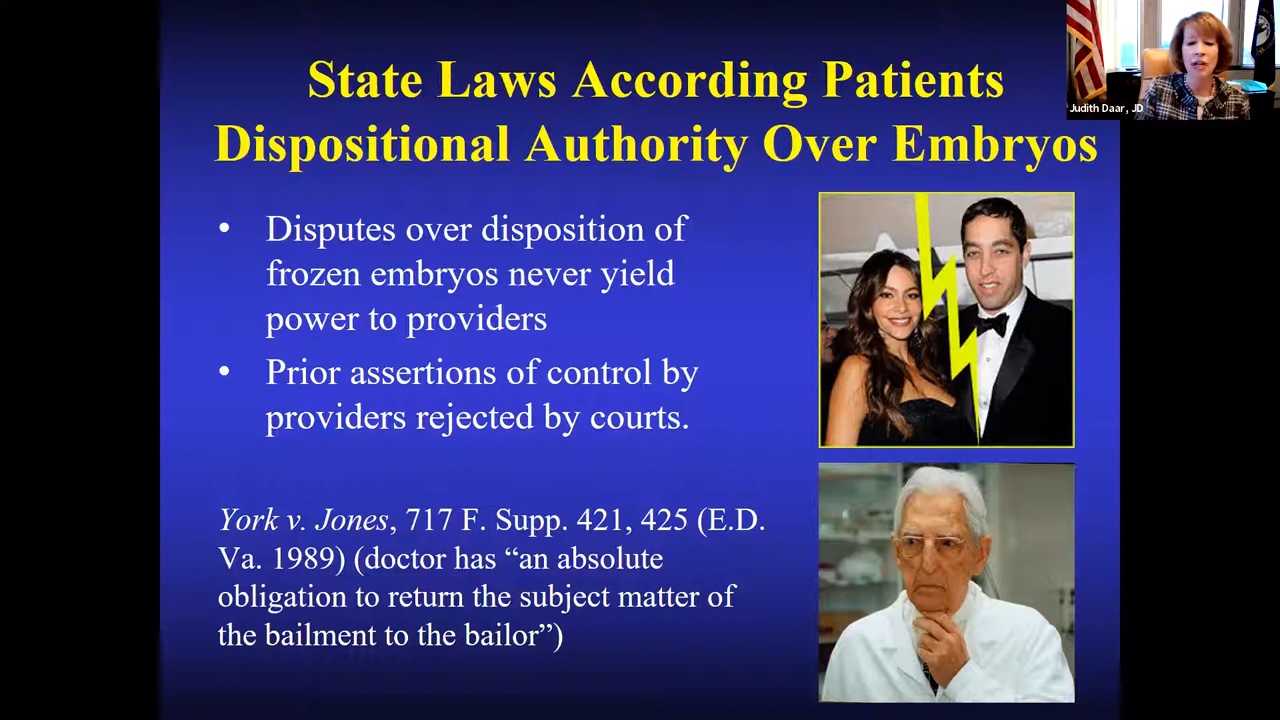 State Laws According Patients
Dispositional Authority Over Embryos
Judith Daar, JD
• Disputes over disposition of
frozen embryos never yield
power to providers
• Prior assertions of control by
providers rejected by courts.
York v. Jones, 717 F. Supp. 421, 425 (E.D.
Va. 1989) (doctor has “an absolute
obligation to return the subject matter of
the bailment to the bailor”)